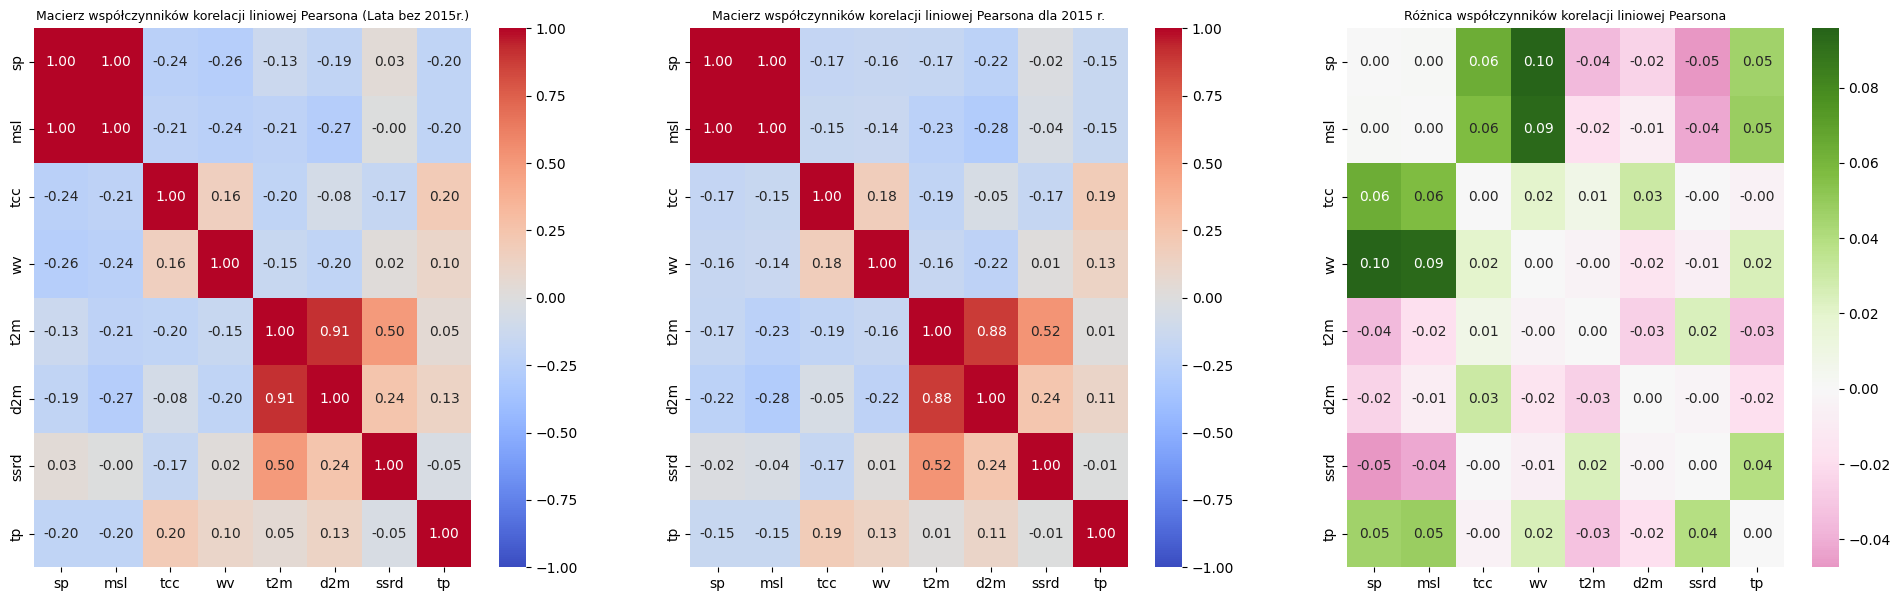 Macierz współczynników korelacji liniowej Pearsona (Lata bez 2015r.)
sp 1.00 1.00 -0.24 -0.26 -0.13 -0.19 0.03 -0.20
msl 1.00 1.00 -0.21 -0.24 -0.21 -0.27 -0.00 -0.20
tcc -0.24 -0.21 1.00 0.16 -0.20 -0.08 -0.17 0.20
wv -0.26 -0.24 0.16 1.00 -0.15 -0.20 0.02 0.10
t2m -0.13 -0.21 -0.20 -0.15 1.00 0.91 0.50 0.05
d2m -0.19 -0.27 -0.08 -0.20 0.91 1.00 0.24 0.13
ssrd 0.03 -0.00 -0.17 0.02 0.50 0.24 1.00 -0.05
tp -0.20 -0.20 0.20 0.10 0.05 0.13 -0.05 1.00
sp msl tcc wv t2m d2m ssrd tp
1.00
0.75
0.50
0.25
0.00
−0.25
−0.50
−0.75
−1.00
Macierz współczynników korelacji liniowej Pearsona dla 2015 r.
sp 1.00 1.00 -0.17 -0.16 -0.17 -0.22 -0.02 -0.15
msl 1.00 1.00 -0.15 -0.14 -0.23 -0.28 -0.04 -0.15
tcc -0.17 -0.15 1.00 0.18 -0.19 -0.05 -0.17 0.19
wv -0.16 -0.14 0.18 1.00 -0.16 -0.22 0.01 0.13
t2m -0.17 -0.23 -0.19 -0.16 1.00 0.88 0.52 0.01
d2m -0.22 -0.28 -0.05 -0.22 0.88 1.00 0.24 0.11
ssrd -0.02 -0.04 -0.17 0.01 0.52 0.24 1.00 -0.01
tp -0.15 -0.15 0.19 0.13 0.01 0.11 -0.01 1.00
sp msl tcc wv t2m d2m ssrd tp
1.00
0.75
0.50
0.25
0.00
−0.25
−0.50
−0.75
−1.00
Różnica współczynników korelacji liniowej Pearsona
sp 0.00 0.00 0.06 0.10 -0.04 -0.02 -0.05 0.05
msl 0.00 0.00 0.06 0.09 -0.02 -0.01 -0.04 0.05
tcc 0.06 0.06 0.00 0.02 0.01 0.03 -0.00 -0.00
wv 0.10 0.09 0.02 0.00 -0.00 -0.02 -0.01 0.02
t2m -0.04 -0.02 0.01 -0.00 0.00 -0.03 0.02 -0.03
d2m -0.02 -0.01 0.03 -0.02 -0.03 0.00 -0.00 -0.02
ssrd -0.05 -0.04 -0.00 -0.01 0.02 -0.00 0.00 0.04
tp 0.05 0.05 -0.00 0.02 -0.03 -0.02 0.04 0.00
sp msl tcc wv t2m d2m ssrd tp
0.08
0.06
0.04
0.02
0.00
−0.02
−0.04